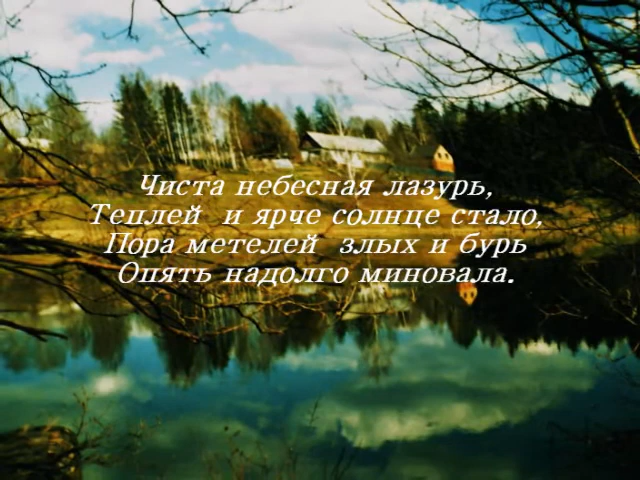 Чиста небесная лазурь,
Теплей и ярче солнце стало,
Пора метелей злых и бурь
Опять надолго миновала.